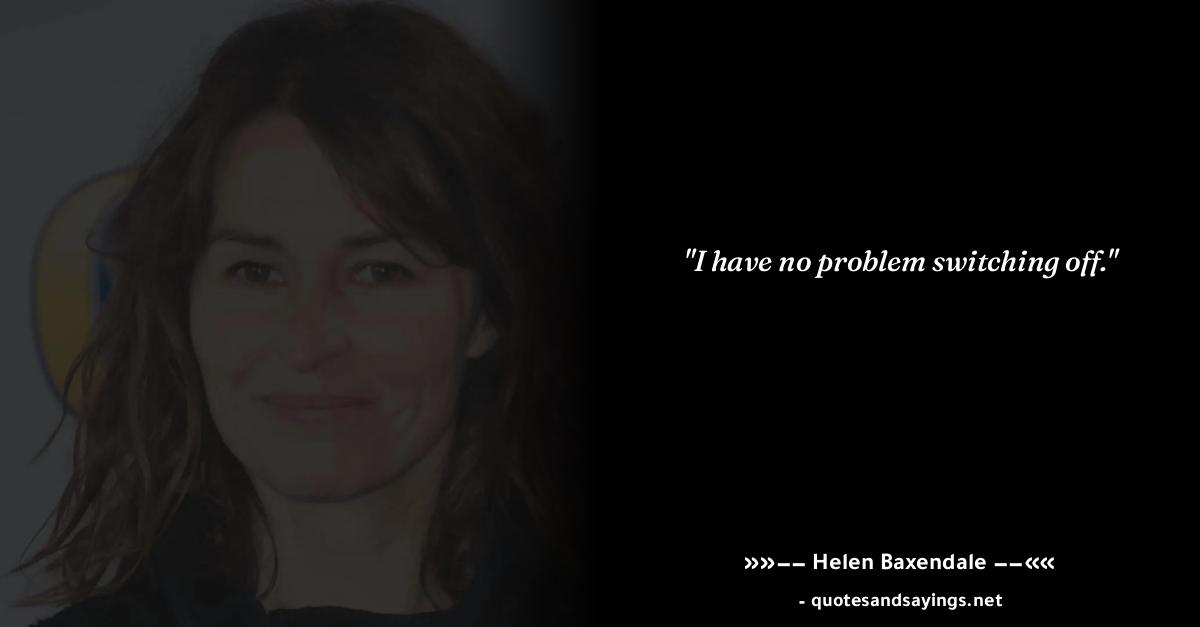 "I have no problem switching off."
»»–– Helen Baxendale ––««
- quotesandsayings.net